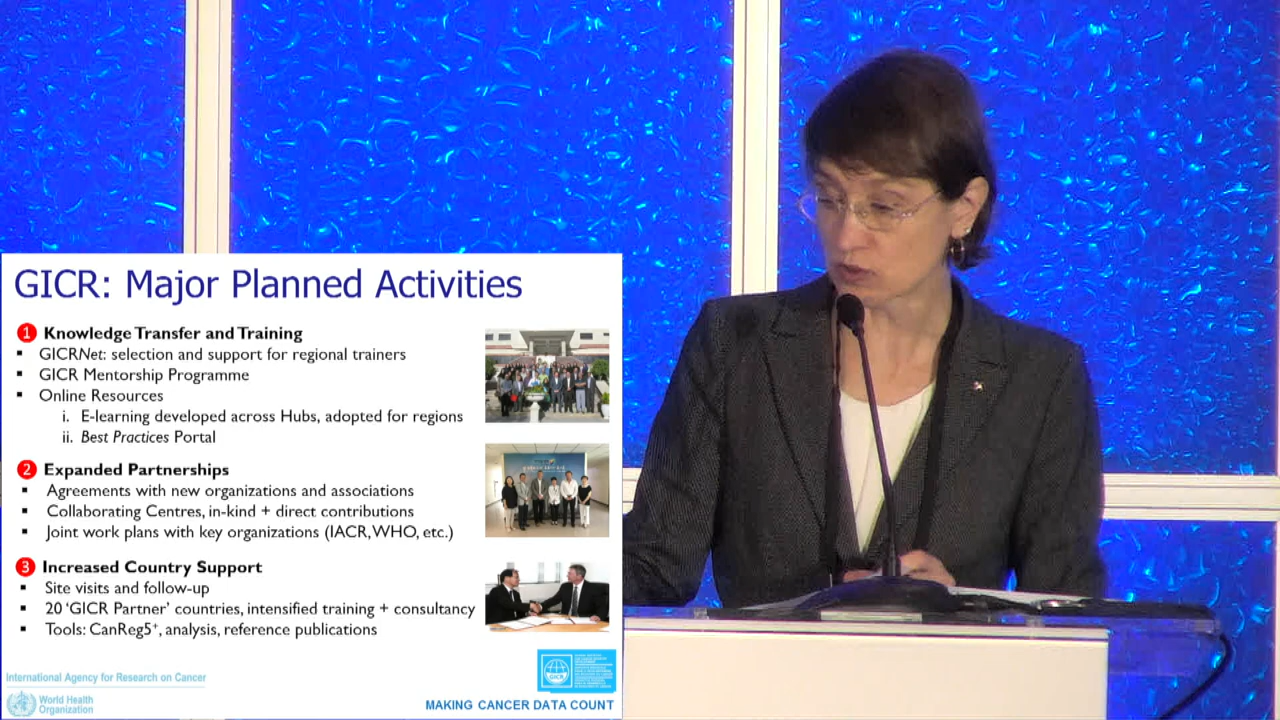 GICR: Major Planned Activities
1 Knowledge Transfer and Training
▪ GICRNet: selection and support for regional trainers
▪ GICR Mentorship Programme
▪ Online Resources
i. E-learning developed across Hubs, adopted for regions
ii. Best Practices Portal
2 Expanded Partnerships
▪ Agreements with new organizations and associations
▪ Collaborating Centres, in-kind + direct contributions
▪ Joint work plans with key organizations (IACR, WHO, etc.)
3 Increased Country Support
▪ Site visits and follow-up
▪ 20 ‘GICR Partner’ countries, intensified training + consultancy
▪ Tools: CanReg5+, analysis, reference publications
International Agency for Research on Cancer
World Health
Organization
GICR
MAKING CANCER DATA COUNT